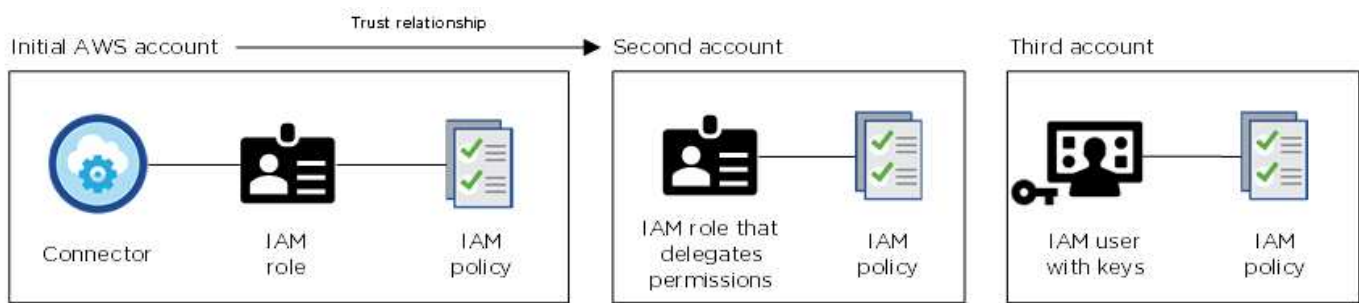 Trust relationship
Initial AWS account
Second account
Third account
Connector
IAM
role
IAM
policy
IAM role that
delegates
permissions
IAM
policy
IAM user
with keys
IAM
policy